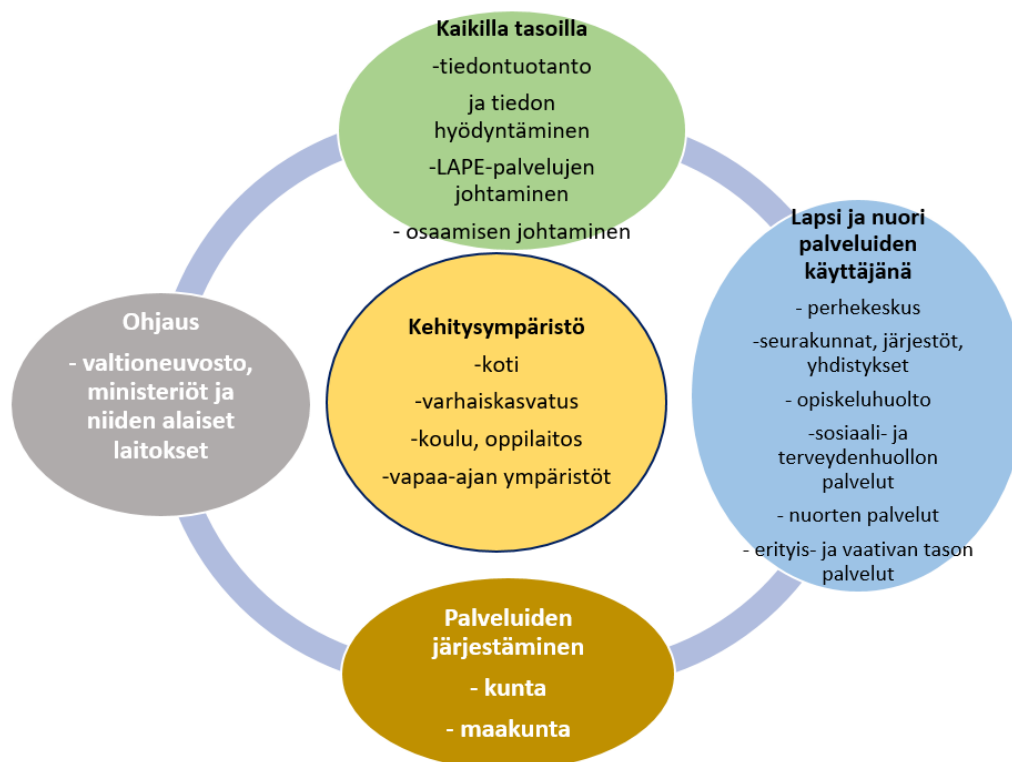 Kaikilla tasoilla
-tiedontuotanto
ja tiedon
hyödyntäminen
-LAPE-palvelujen
johtaminen
- osaamisen johtaminen
Lapsi ja nuori
palveluiden
käyttäjänä
- perhekeskus
-seurakunnat, järjestöt,
yhdistykset
- opiskeluhuolto
-sosiaali- ja
terveydenhuollon
palvelut
- nuorten palvelut
- erityis- ja vaativan tason
palvelut
Ohjaus
- valtioneuvosto,
ministeriöt ja
niiden alaiset
laitokset
Kehitysympäristö
-koti
-varhaiskasvatus
-koulu, oppilaitos
-vapaa-ajan ympäristöt
Palveluiden
järjestäminen
- kunta
- maakunta